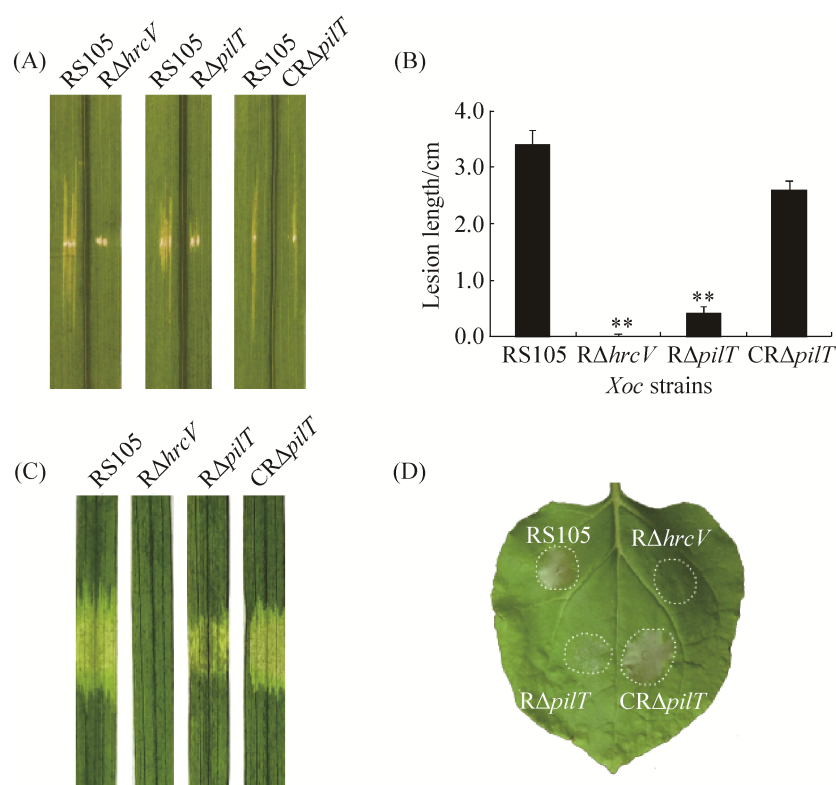 (A)
RS105
RΔhrcV
RS105
RΔpilT
RS105
CRΔpilT
(B)
Lesion length/cm
4.0
3.0
2.0
1.0
0.0
**
**
RS105 RΔhrcV RΔpilT CRΔpilT
Xoc strains
(C)
RS105
RΔhrcV
RΔpilT
CRΔpilT
(D)
RS105
RΔhrcV
RΔpilT
CRΔpilT